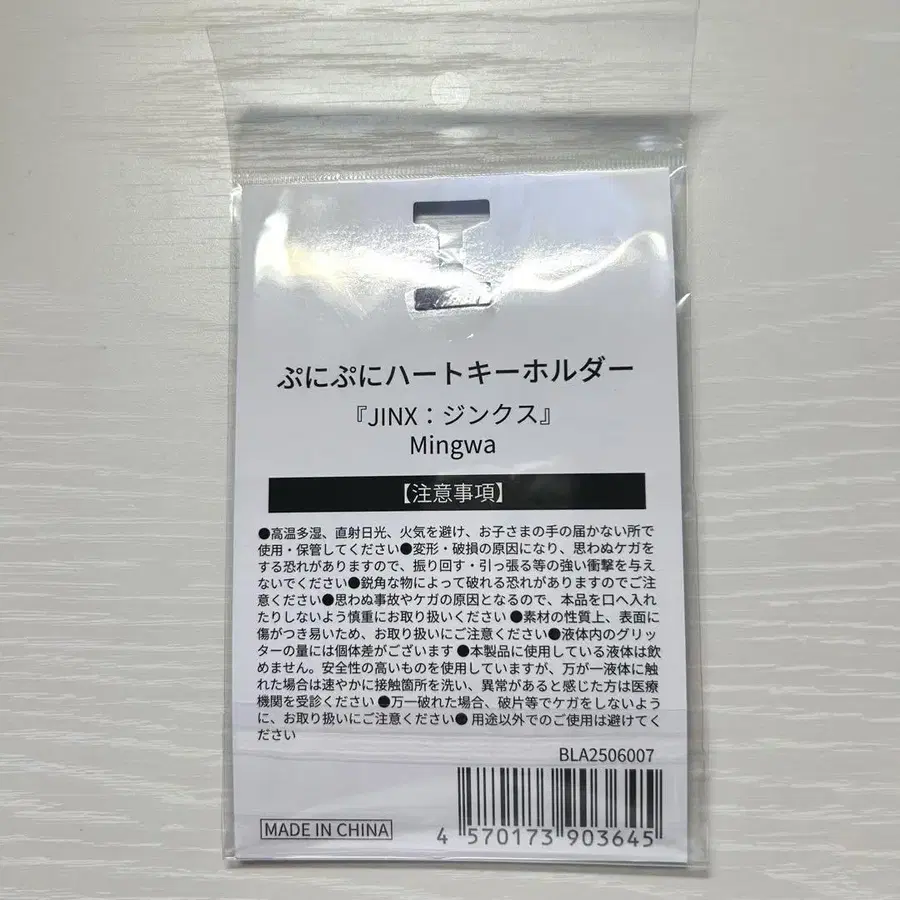 ぷにぷにハートキーホルダー
『JINX：ジンクス』
Mingwa
【注意事項】
●高温多湿、直射日光、火気を避け、お子さまの手の届かない所で
使用・保管してください●変形・破損の原因になり、思わぬケガを
する恐れがありますので、振り回す・引っ張る等の強い衝撃を与え
ないでください●鋭角な物によって破れる恐れがありますのでご注
意ください●思わぬ事故やケガの原因となるので、本品を口へ入れ
たりしないよう慎重にお取り扱いください ●素材の性質上、表面に
傷がつき易いため、お取り扱いにご注意ください●液体内のグリッ
ターの量には個体差がございます ●本製品に使用している液体は飲
めません。安全性の高いものを使用していますが、万が一液体に触
れた場合は速やかに接触箇所を洗い、異常があると感じた方は医療
機関を受診ください ●万一破れた場合、破片等でケガをしないよう
に、お取り扱いにご注意ください● 用途以外でのご使用は避けてく
ださい
BLA2506007
MADE IN CHINA
4 570173 903645